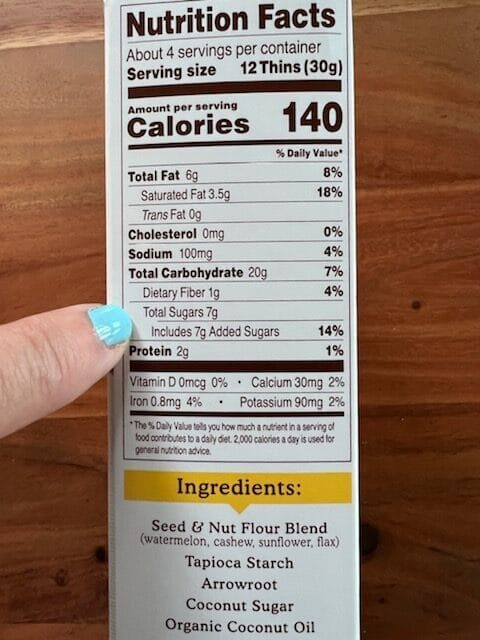 Nutrition Facts
About 4 servings per container
Serving size 12 Thins (30g)
Amount per serving
Calories 140
% Daily Value*
Total Fat 6g 8%
Saturated Fat 3.5g 18%
Trans Fat 0g
Cholesterol 0mg 0%
Sodium 100mg 4%
Total Carbohydrate 20g 7%
Dietary Fiber 1g 4%
Total Sugars 7g
Includes 7g Added Sugars 14%
Protein 2g 1%
Vitamin D 0mcg 0% • Calcium 30mg 2%
Iron 0.8mg 4% • Potassium 90mg 2%
*The % Daily Value tells you how much a nutrient in a serving of
food contributes to a daily diet. 2,000 calories a day is used for
general nutrition advice.
Ingredients:
Seed & Nut Flour Blend
(watermelon, cashew, sunflower, flax)
Tapioca Starch
Arrowroot
Coconut Sugar
Organic Coconut Oil